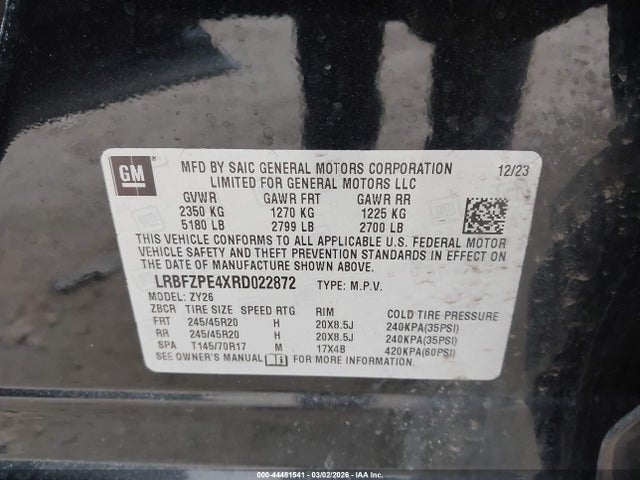 GM
MFD BY SAIC GENERAL MOTORS CORPORATION
LIMITED FOR GENERAL MOTORS LLC
12/23
GVWR GAWR FRT GAWR RR
2350 KG 1270 KG 1225 KG
5180 LB 2799 LB 2700 LB
THIS VEHICLE CONFORMS TO ALL APPLICABLE U.S. FEDERAL MOTOR
VEHICLE SAFETY AND THEFT PREVENTION STANDARDS IN EFFECT ON
THE DATE OF MANUFACTURE SHOWN ABOVE.
LRBFZPE4XRD022872 TYPE: M.P.V.
MODEL: ZY26
ZBCR TIRE SIZE SPEED RTG RIM COLD TIRE PRESSURE
FRT 245/45R20 H 20X8.5J 240KPA(35PSI)
RR 245/45R20 H 20X8.5J 240KPA(35PSI)
SPA T145/70R17 M 17X4B 420KPA(60PSI)
SEE OWNER'S MANUAL FOR MORE INFORMATION.
000-44481541 - 03/02/2026 - IAA Inc.